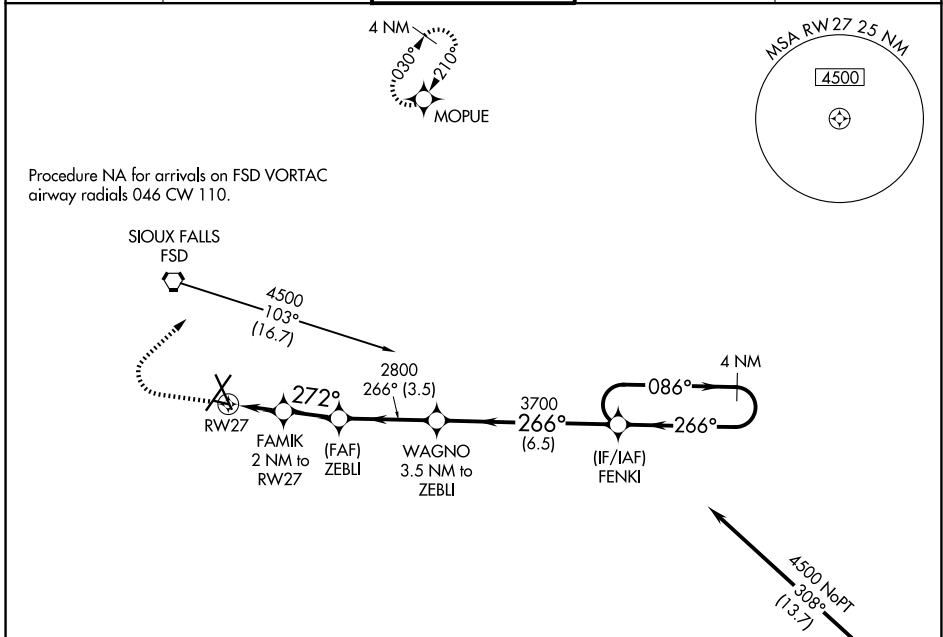 4 NM
030°
210°
MOPUE
MSA RW 27 25 NM
4500
Procedure NA for arrivals on FSD VORTAC
airway radials 046 CW 110.
SIOUX FALLS
FSD
4500
103°
(16.7)
2800
266° (3.5)
4 NM
086°
266°
3700
266°
(6.5)
272°
RW27
FAMIK
2 NM to
RW27
(FAF)
ZEBLI
WAGNO
3.5 NM to
ZEBLI
(IF/IAF)
FENKI
4500 NoPT
308°
(13.7)